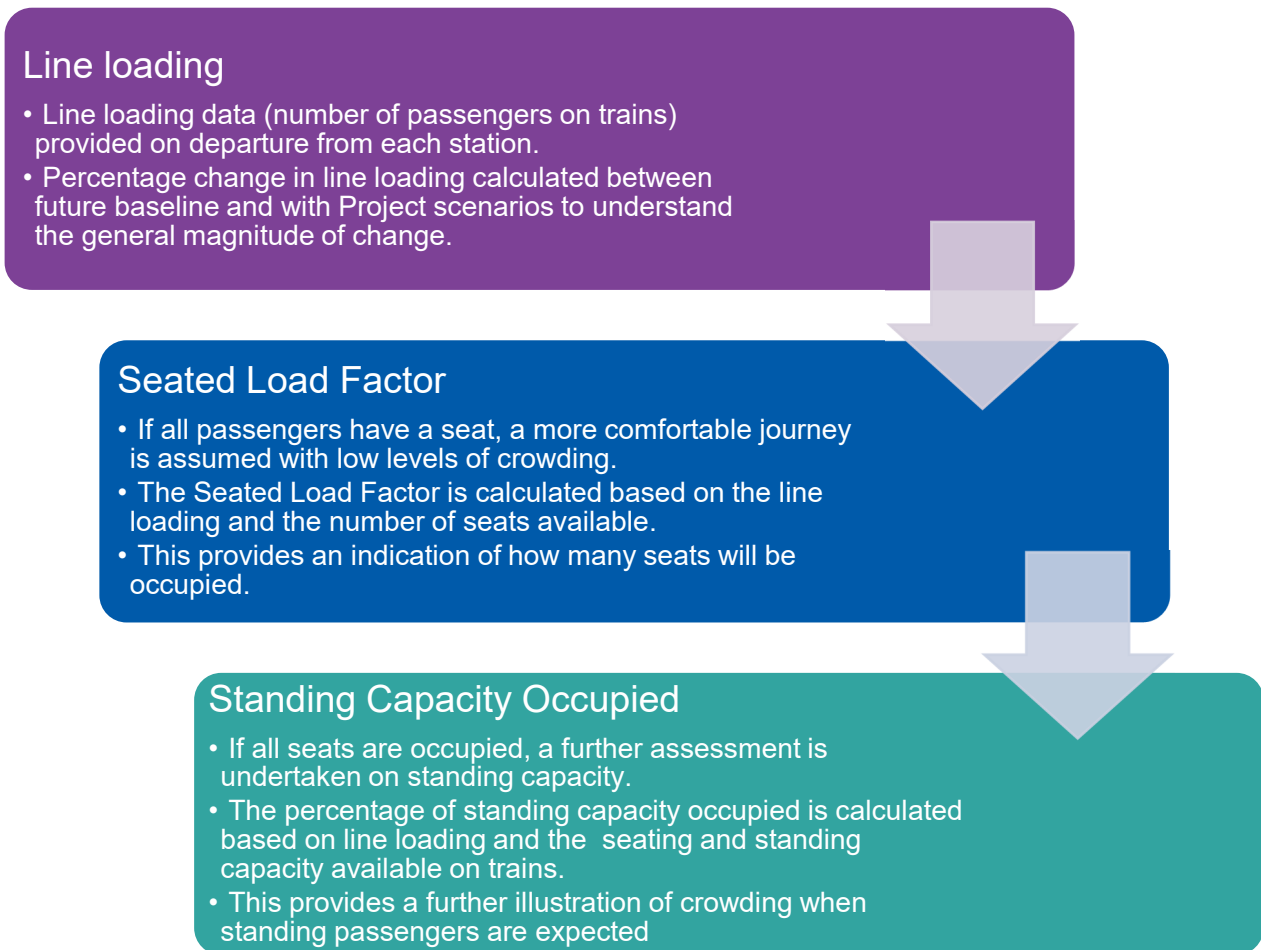 Line loading
• Line loading data (number of passengers on trains)
provided on departure from each station.
• Percentage change in line loading calculated between
future baseline and with Project scenarios to understand
the general magnitude of change.
Seated Load Factor
• If all passengers have a seat, a more comfortable journey
is assumed with low levels of crowding.
• The Seated Load Factor is calculated based on the line
loading and the number of seats available.
• This provides an indication of how many seats will be
occupied.
Standing Capacity Occupied
• If all seats are occupied, a further assessment is
undertaken on standing capacity.
• The percentage of standing capacity occupied is calculated
based on line loading and the  seating and standing
capacity available on trains.
• This provides a further illustration of crowding when
standing passengers are expected